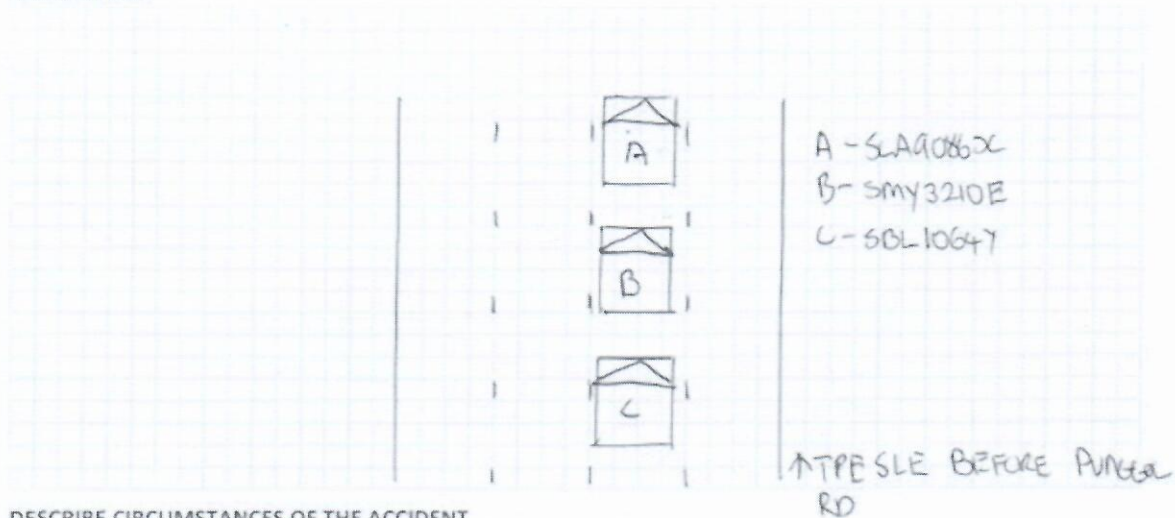 A
B
C
A - SLA9086X
B - SMY3210E
C - SBL1064Y
↑TPE SLE BEFORE PUNGGOL
RD
DESCRIBE CIRCUMSTANCES OF THE ACCIDENT